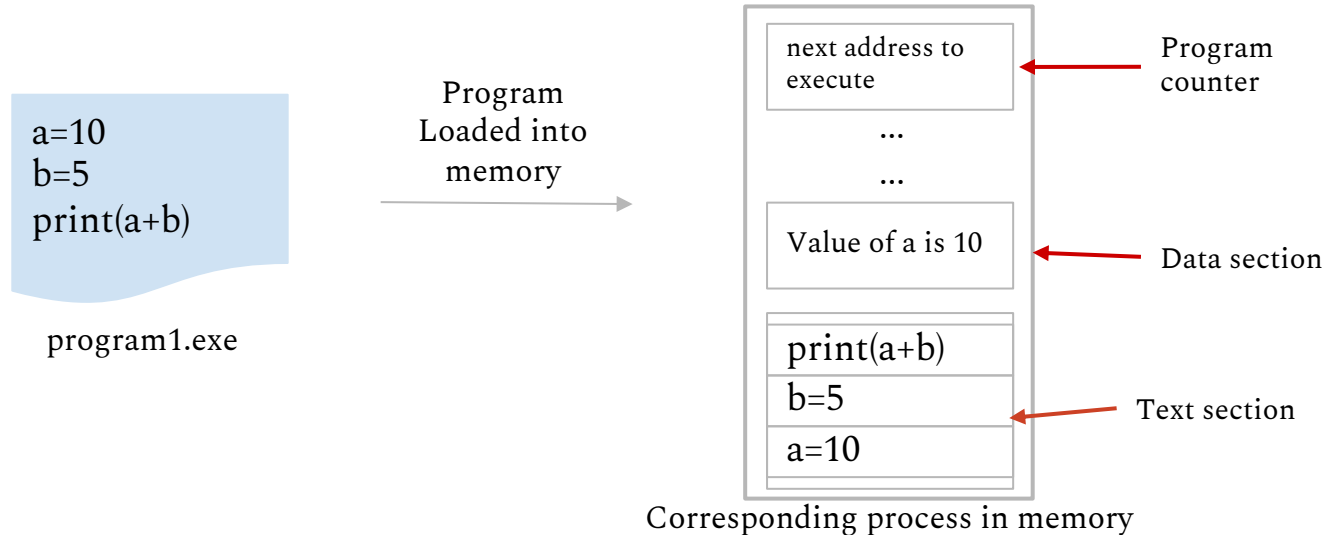 a=10
b=5
print(a+b)
program1.exe
Program
Loaded into
memory
next address to
execute
...
...
Value of a is 10
print(a+b)
b=5
a=10
Corresponding process in memory
Program
counter
Data section
Text section